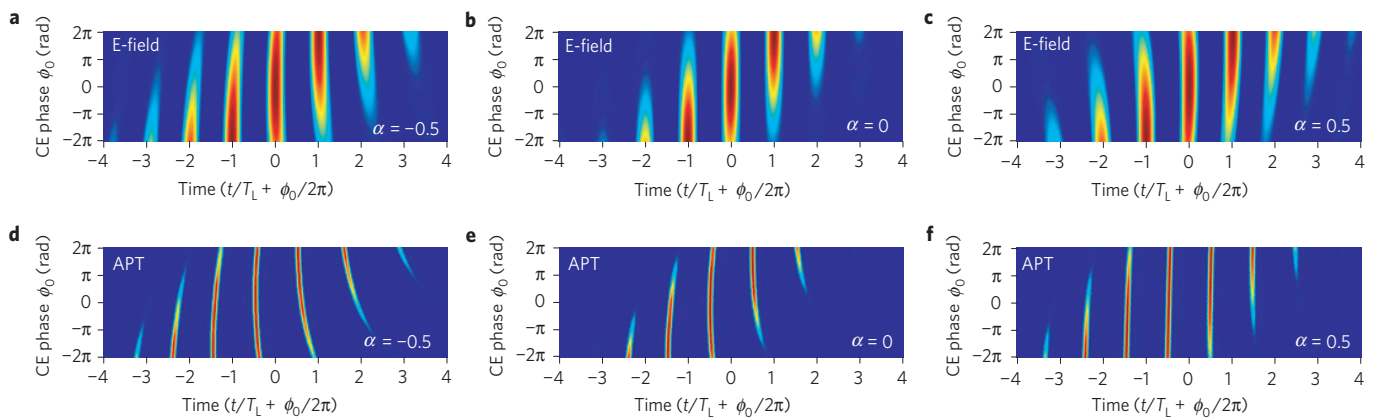 a
CE phase ϕ₀ (rad)
2π
π
0
−π
−2π
E-field
α = −0.5
−4 −3 −2 −1 0 1 2 3 4
Time (t/T_L + ϕ₀/2π)
b
CE phase ϕ₀ (rad)
2π
π
0
−π
−2π
E-field
α = 0
−4 −3 −2 −1 0 1 2 3 4
Time (t/T_L + ϕ₀/2π)
c
CE phase ϕ₀ (rad)
2π
π
0
−π
−2π
E-field
α = 0.5
−4 −3 −2 −1 0 1 2 3 4
Time (t/T_L + ϕ₀/2π)
d
CE phase ϕ₀ (rad)
2π
π
0
−π
−2π
APT
α = −0.5
−4 −3 −2 −1 0 1 2 3 4
Time (t/T_L + ϕ₀/2π)
e
CE phase ϕ₀ (rad)
2π
π
0
−π
−2π
APT
α = 0
−4 −3 −2 −1 0 1 2 3 4
Time (t/T_L + ϕ₀/2π)
f
CE phase ϕ₀ (rad)
2π
π
0
−π
−2π
APT
α = 0.5
−4 −3 −2 −1 0 1 2 3 4
Time (t/T_L + ϕ₀/2π)